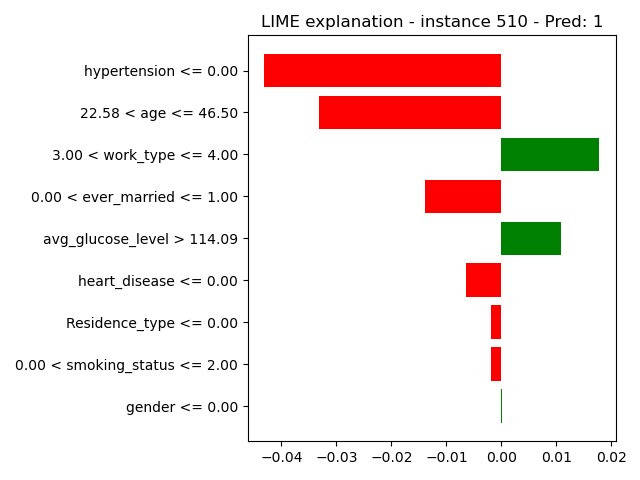 LIME explanation - instance 510 - Pred: 1
hypertension <= 0.00
22.58 < age <= 46.50
3.00 < work_type <= 4.00
0.00 < ever_married <= 1.00
avg_glucose_level > 114.09
heart_disease <= 0.00
Residence_type <= 0.00
0.00 < smoking_status <= 2.00
gender <= 0.00
−0.04 −0.03 −0.02 −0.01 0.00 0.01 0.02